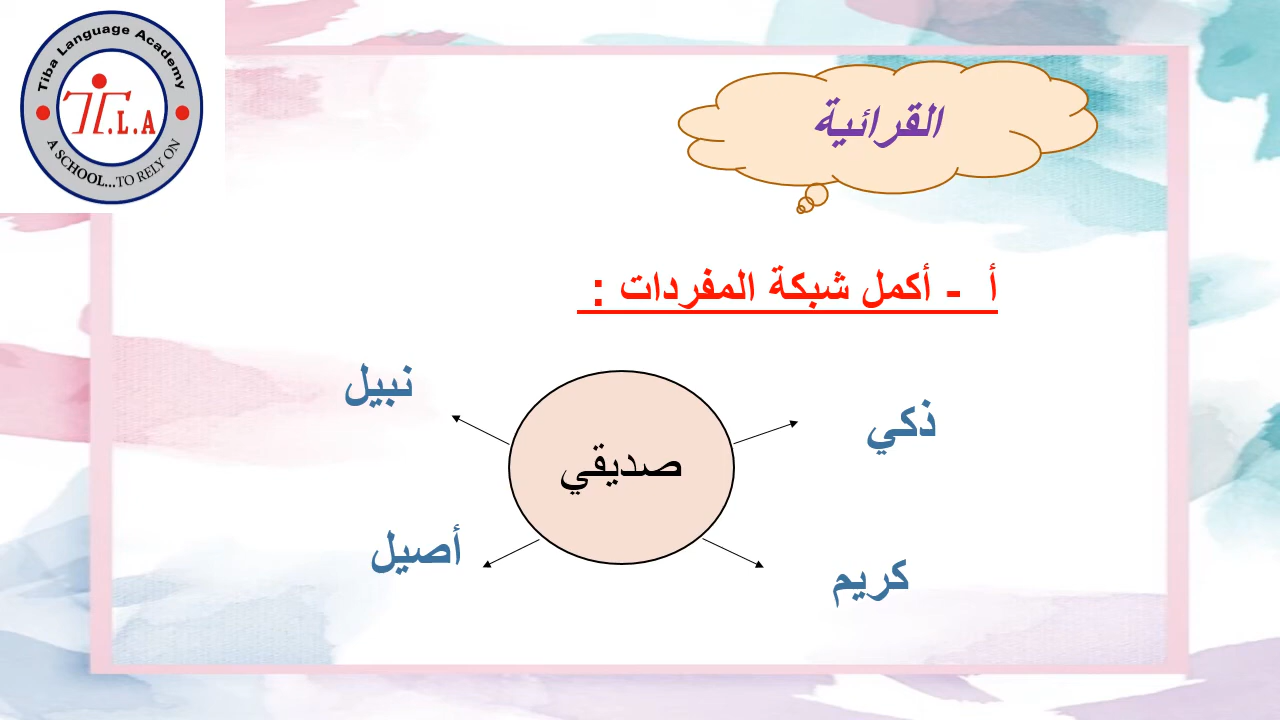 Tiba Language Academy
T.L.A
A SCHOOL...TO RELY ON
القرائية
أ - أكمل شبكة المفردات :
نبيل
ذكي
صديقي
أصيل
كريم